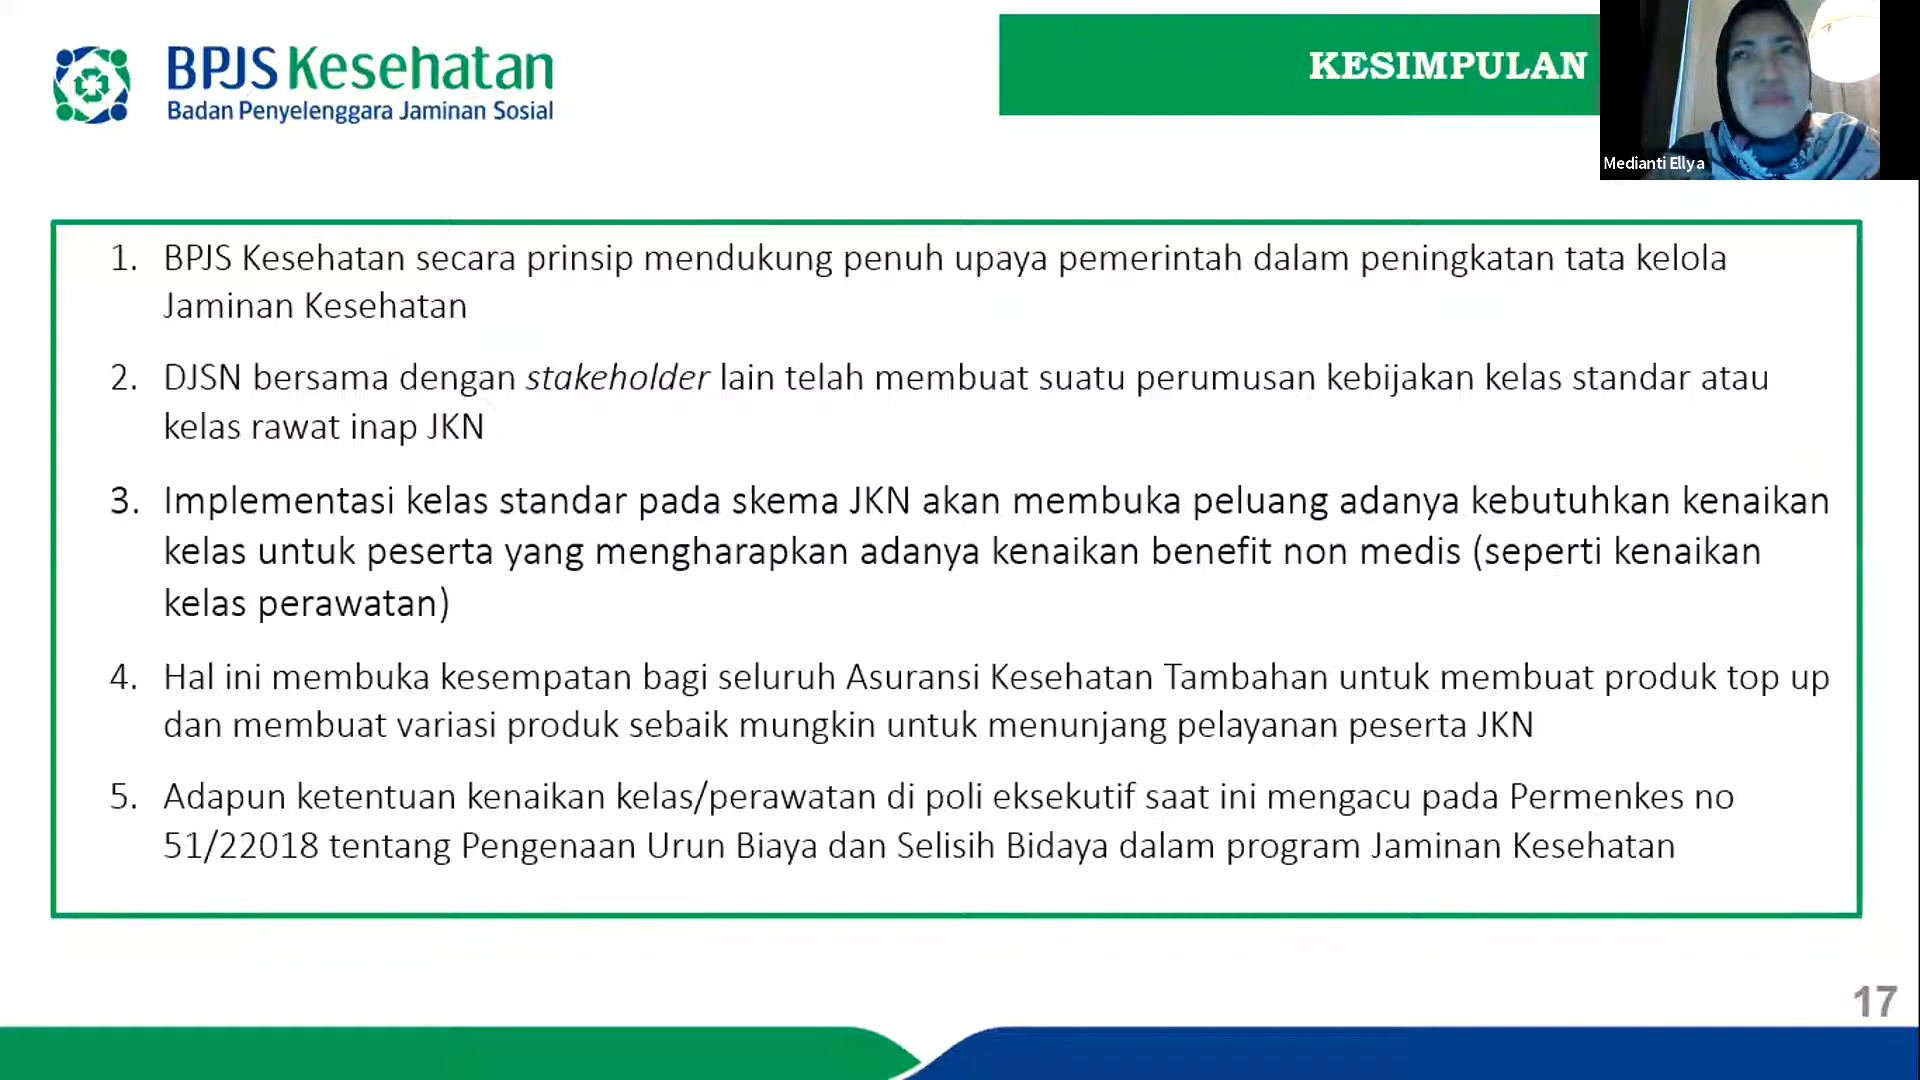 BPJS Kesehatan
Badan Penyelenggara Jaminan Sosial
KESIMPULAN
Medianti Ellya
1. BPJS Kesehatan secara prinsip mendukung penuh upaya pemerintah dalam peningkatan tata kelola
Jaminan Kesehatan
2. DJSN bersama dengan stakeholder lain telah membuat suatu perumusan kebijakan kelas standar atau
kelas rawat inap JKN
3. Implementasi kelas standar pada skema JKN akan membuka peluang adanya kebutuhkan kenaikan
kelas untuk peserta yang mengharapkan adanya kenaikan benefit non medis (seperti kenaikan
kelas perawatan)
4. Hal ini membuka kesempatan bagi seluruh Asuransi Kesehatan Tambahan untuk membuat produk top up
dan membuat variasi produk sebaik mungkin untuk menunjang pelayanan peserta JKN
5. Adapun ketentuan kenaikan kelas/perawatan di poli eksekutif saat ini mengacu pada Permenkes no
51/22018 tentang Pengenaan Urun Biaya dan Selisih Bidaya dalam program Jaminan Kesehatan
17